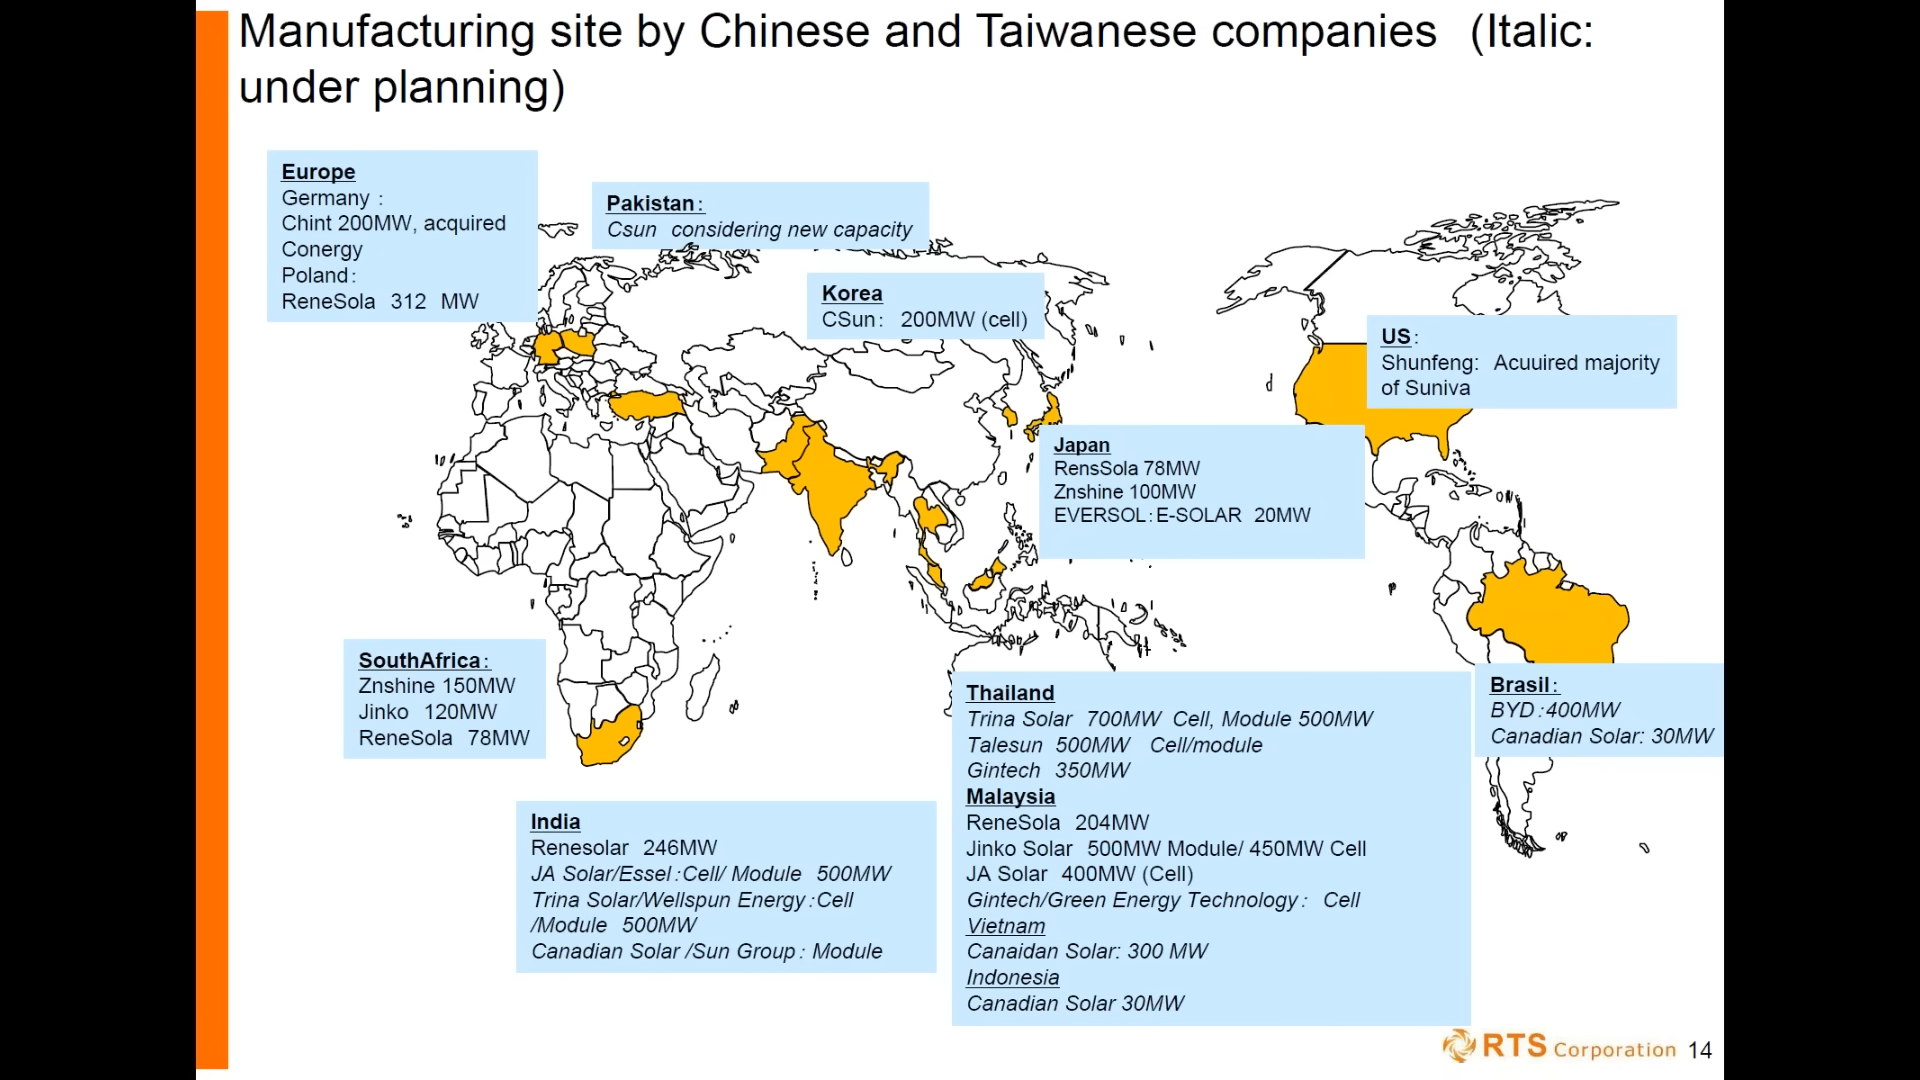 Manufacturing site by Chinese and Taiwanese companies (Italic:
under planning)
Europe
Germany :
Chint 200MW, acquired
Conergy
Poland:
ReneSola 312 MW
Pakistan:
Csun considering new capacity
Korea
CSun: 200MW (cell)
US:
Shunfeng: Acuuired majority
of Suniva
Japan
RensSola 78MW
Znshine 100MW
EVERSOL:E-SOLAR 20MW
SouthAfrica:
Znshine 150MW
Jinko 120MW
ReneSola 78MW
India
Renesolar 246MW
JA Solar/Essel:Cell/ Module 500MW
Trina Solar/Wellspun Energy:Cell
/Module 500MW
Canadian Solar /Sun Group: Module
Thailand
Trina Solar 700MW Cell, Module 500MW
Talesun 500MW Cell/module
Gintech 350MW
Malaysia
ReneSola 204MW
Jinko Solar 500MW Module/ 450MW Cell
JA Solar 400MW (Cell)
Gintech/Green Energy Technology: Cell
Vietnam
Canaidan Solar: 300 MW
Indonesia
Canadian Solar 30MW
Brasil:
BYD:400MW
Canadian Solar: 30MW
RTS Corporation 14